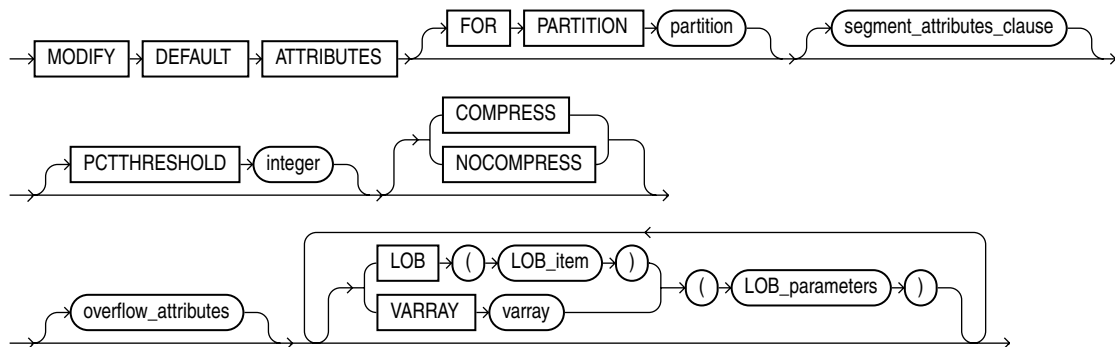 FOR PARTITION partition segment_attributes_clause
MODIFY DEFAULT ATTRIBUTES
COMPRESS
PCTTHRESHOLD integer
NOCOMPRESS
LOB ( LOB_item )
overflow_attributes ( LOB_parameters )
VARRAY varray